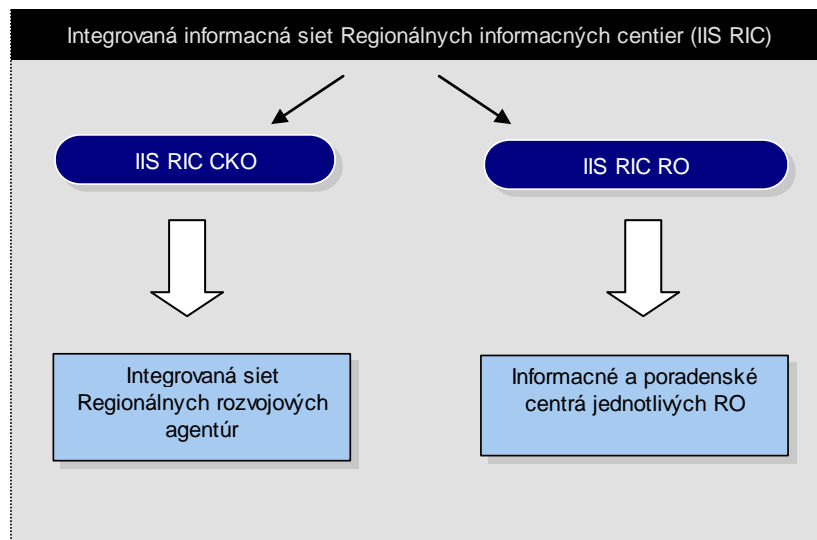 Integrovaná informacná siet Regionálnych informacných centier (IIS RIC)
IIS RIC CKO
IIS RIC RO
Integrovaná siet
Regionálnych rozvojových
agentúr
Informacné a poradenské
centrá jednotlivých RO